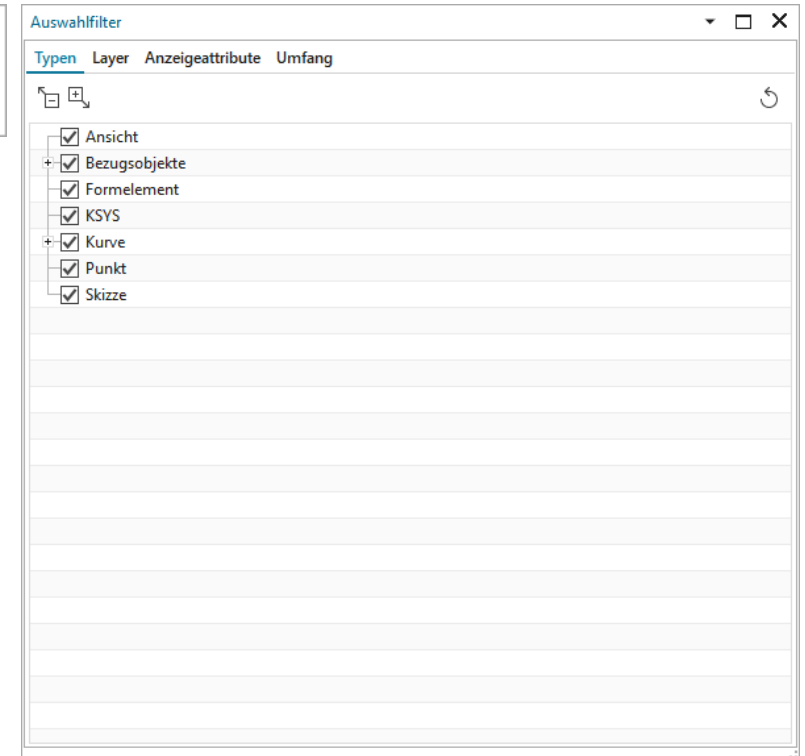 Auswahlfilter
Typen Layer Anzeigeattribute Umfang
Ansicht
Bezugsobjekte
Formelement
KSYS
Kurve
Punkt
Skizze